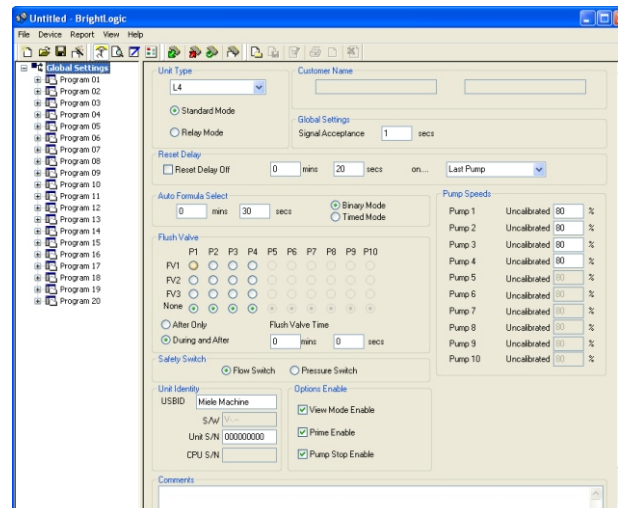 Untitled - BrightLogic
File Device Report View Help
Global Settings
Program 01
Program 02
Program 03
Program 04
Program 05
Program 06
Program 07
Program 08
Program 09
Program 10
Program 11
Program 12
Program 13
Program 14
Program 15
Program 16
Program 17
Program 18
Program 19
Program 20
Unit Type
L4
Standard Mode
Relay Mode
Customer Name
Global Settings
Signal Acceptance 1 secs
Reset Delay
Reset Delay Off 0 mins 20 secs on... Last Pump
Auto Formula Select
0 mins 30 secs
Binary Mode
Timed Mode
Flush Valve
P1 P2 P3 P4 P5 P6 P7 P8 P9 P10
FV1
FV2
FV3
None
After Only
During and After
Flush Valve Time
0 mins 0 secs
Pump Speeds
Pump 1 Uncalibrated 80 %
Pump 2 Uncalibrated 80 %
Pump 3 Uncalibrated 80 %
Pump 4 Uncalibrated 80 %
Pump 5 Uncalibrated 80 %
Pump 6 Uncalibrated 80 %
Pump 7 Uncalibrated 80 %
Pump 8 Uncalibrated 80 %
Pump 9 Uncalibrated 80 %
Pump 10 Uncalibrated 80 %
Safety Switch
Flow Switch Pressure Switch
Unit Identity
USBID Miele Machine
S/W V-.--
Unit S/N 000000000
CPU S/N
Options Enable
View Mode Enable
Prime Enable
Pump Stop Enable
Comments